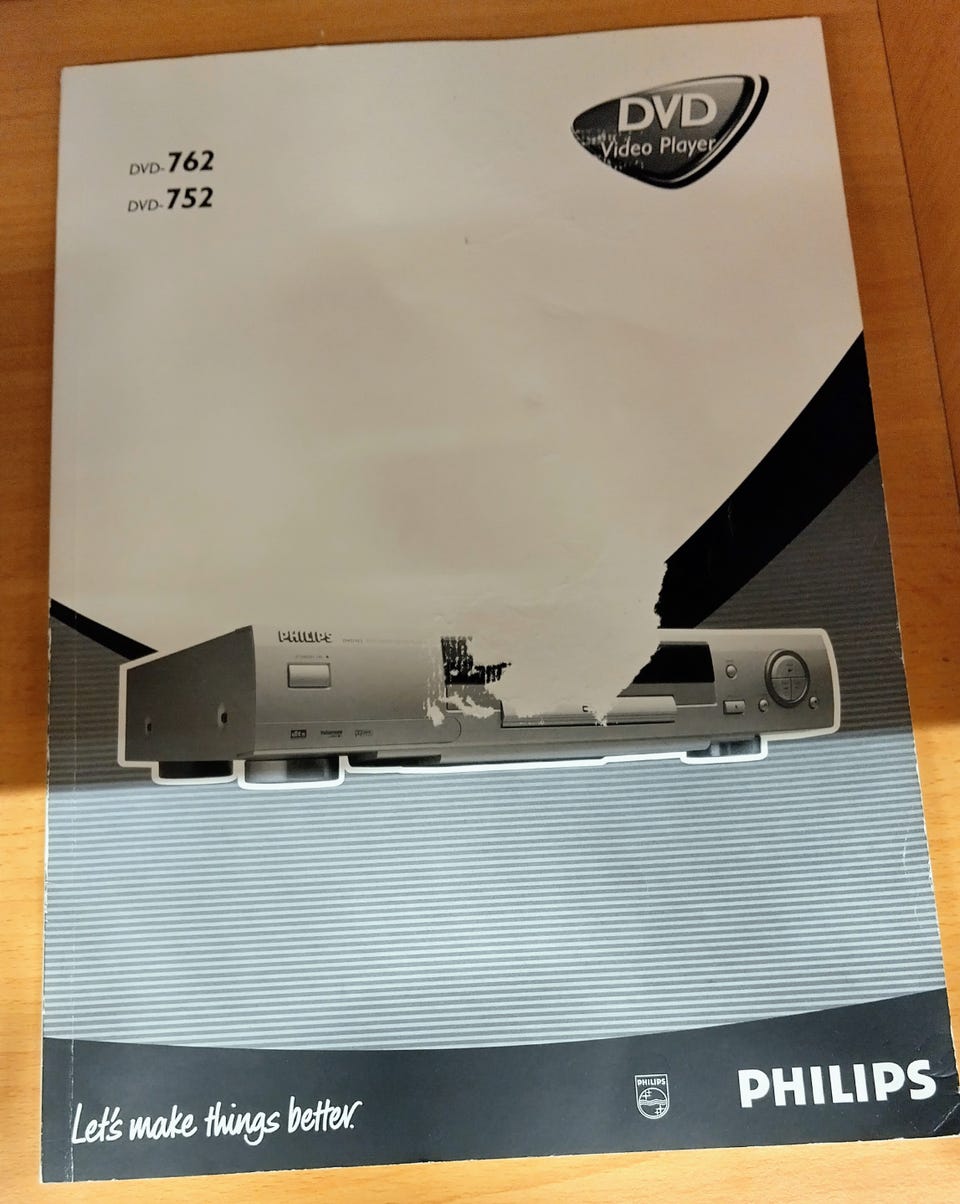 DVD
Video Player
DVD-762
DVD-752
PHILIPS
PHILIPS
PHILIPS
Let's make things better.